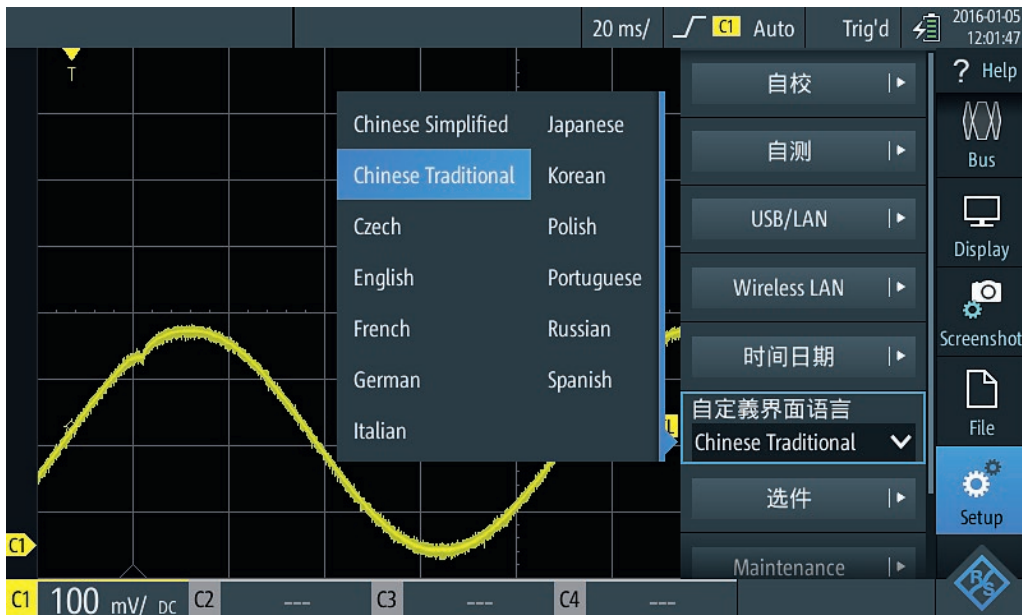 20 ms/
C1 Auto
Trig'd
2016-01-05
12:01:47
T
Chinese Simplified
Chinese Traditional
Czech
English
French
German
Italian
Japanese
Korean
Polish
Portuguese
Russian
Spanish
自校
自测
USB/LAN
Wireless LAN
时间日期
自定義界面语言
Chinese Traditional
选件
Maintenance
? Help
Bus
Display
Screenshot
File
Setup
R&S
C1
C1 100 mV/ DC
C2 ---
C3 ---
C4 ---